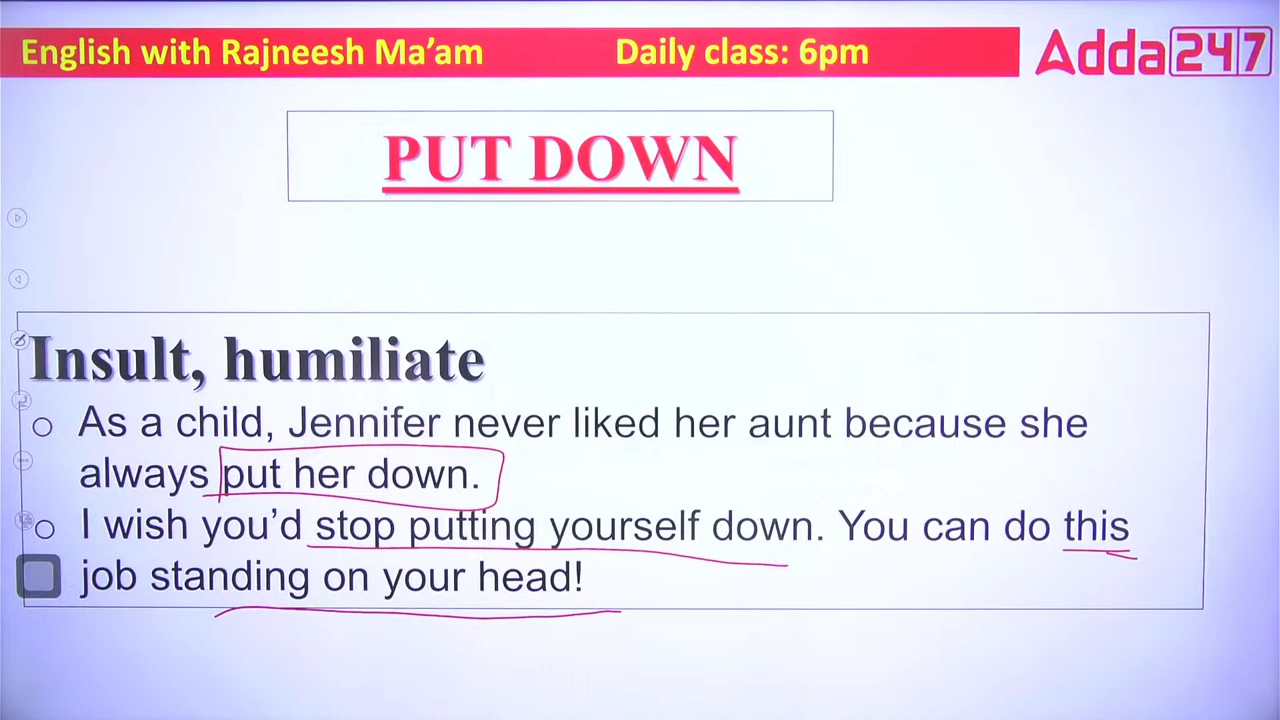 English with Rajneesh Ma’am Daily class: 6pm Adda247
PUT DOWN
Insult, humiliate
As a child, Jennifer never liked her aunt because she
always put her down.
I wish you’d stop putting yourself down. You can do this
job standing on your head!